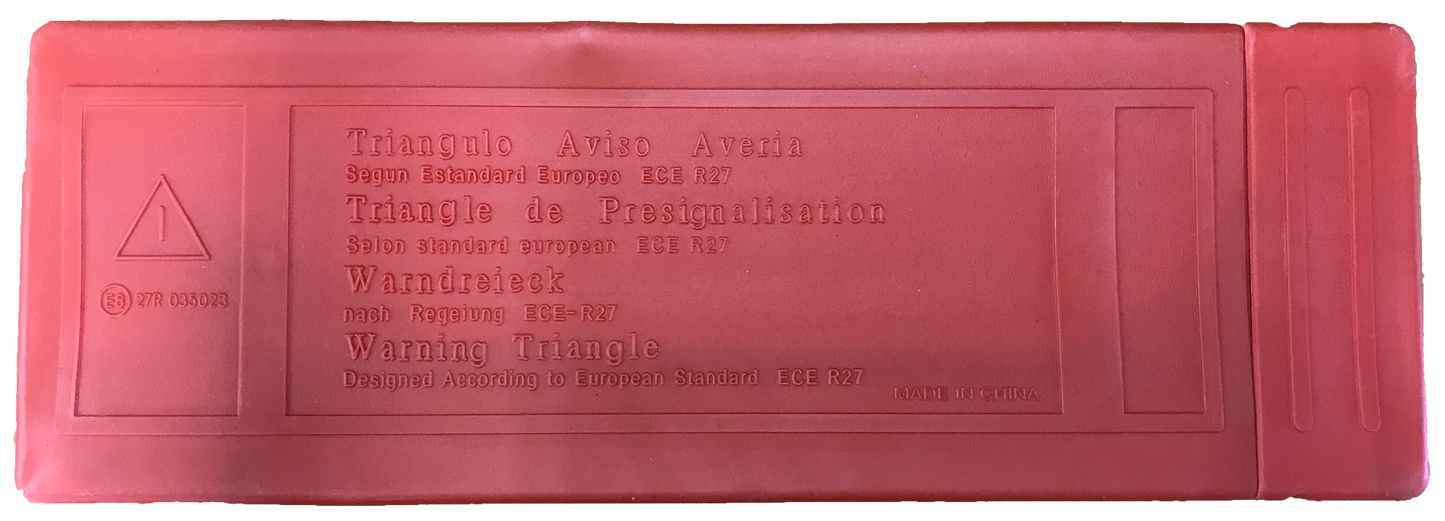 Triangulo Aviso Averia
Segun Estandard Europeo ECE R27
Triangle de Presignalisation
Selon standard european ECE R27
Warndreieck
nach Regeiung ECE-R27
Warning Triangle
Designed According to European Standard ECE R27
MADE IN CHINA
E8 27R 035023